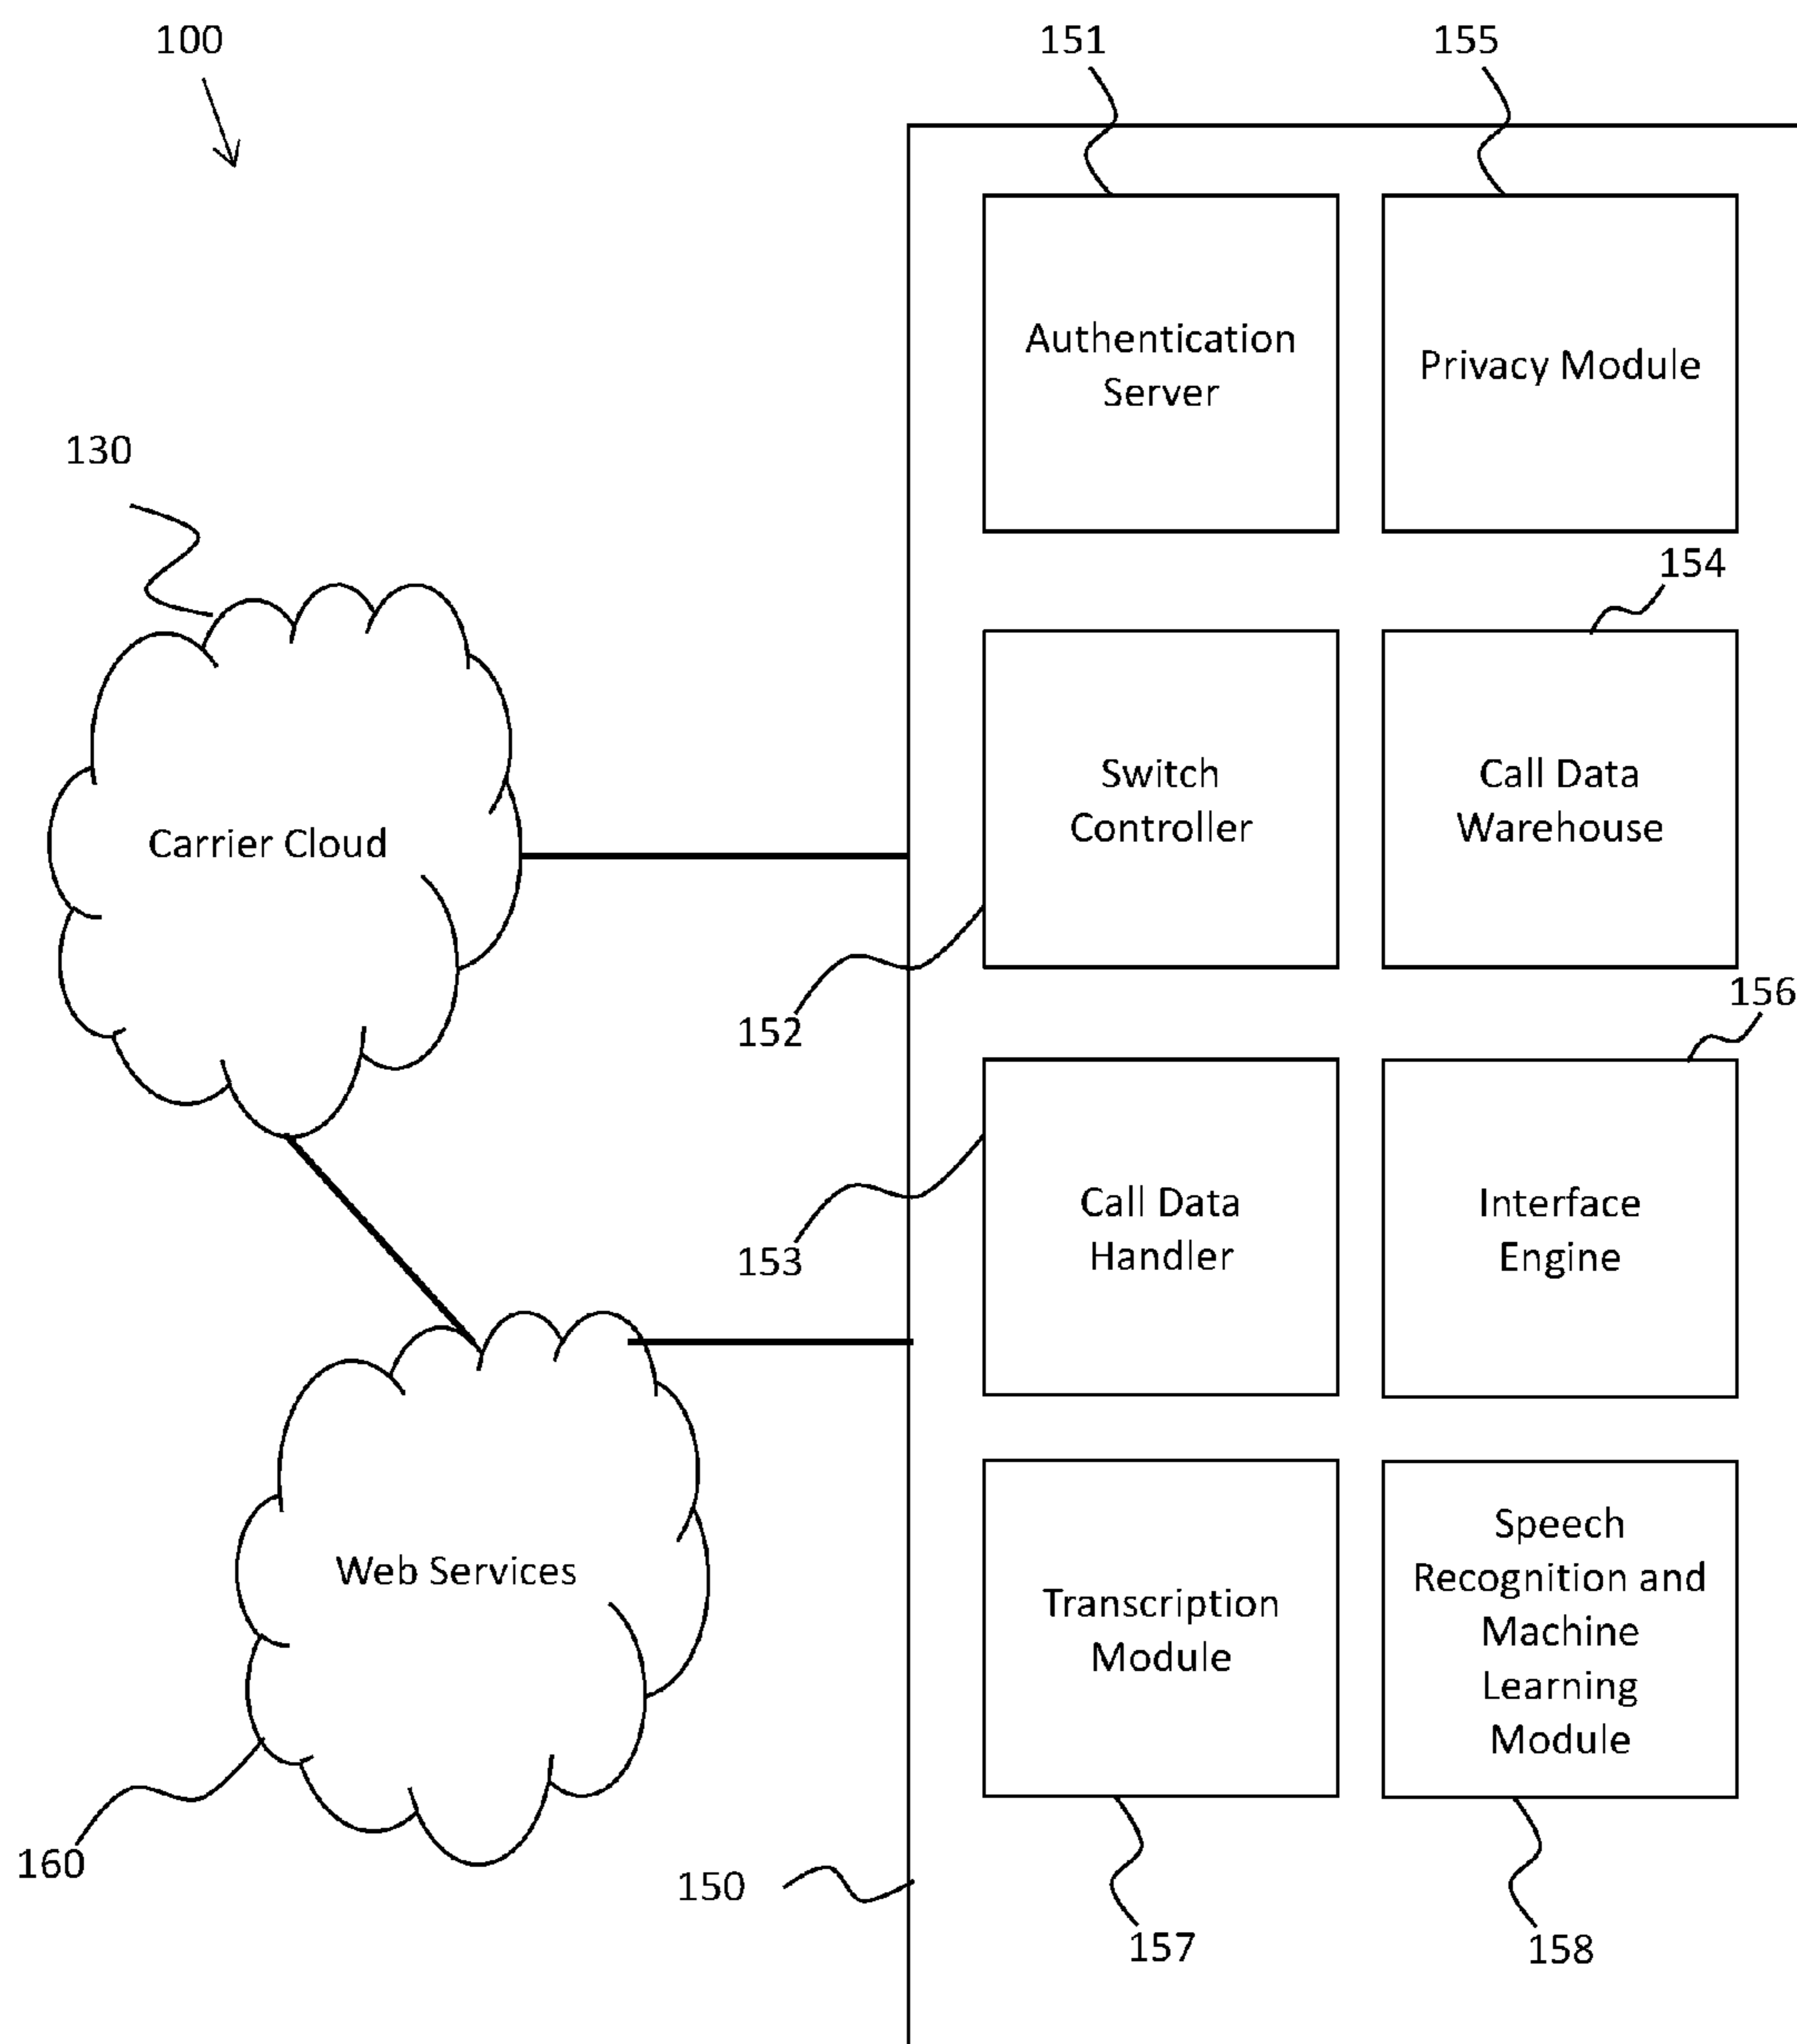 100
151
155
Authentication
Server
Privacy Module
130
154
Switch
Controller
Call Data
Warehouse
Carrier Cloud
152
156
Call Data
Handler
Interface
Engine
153
Web Services
Transcription
Module
Speech
Recognition and
Machine
Learning
Module
160
150
157
158